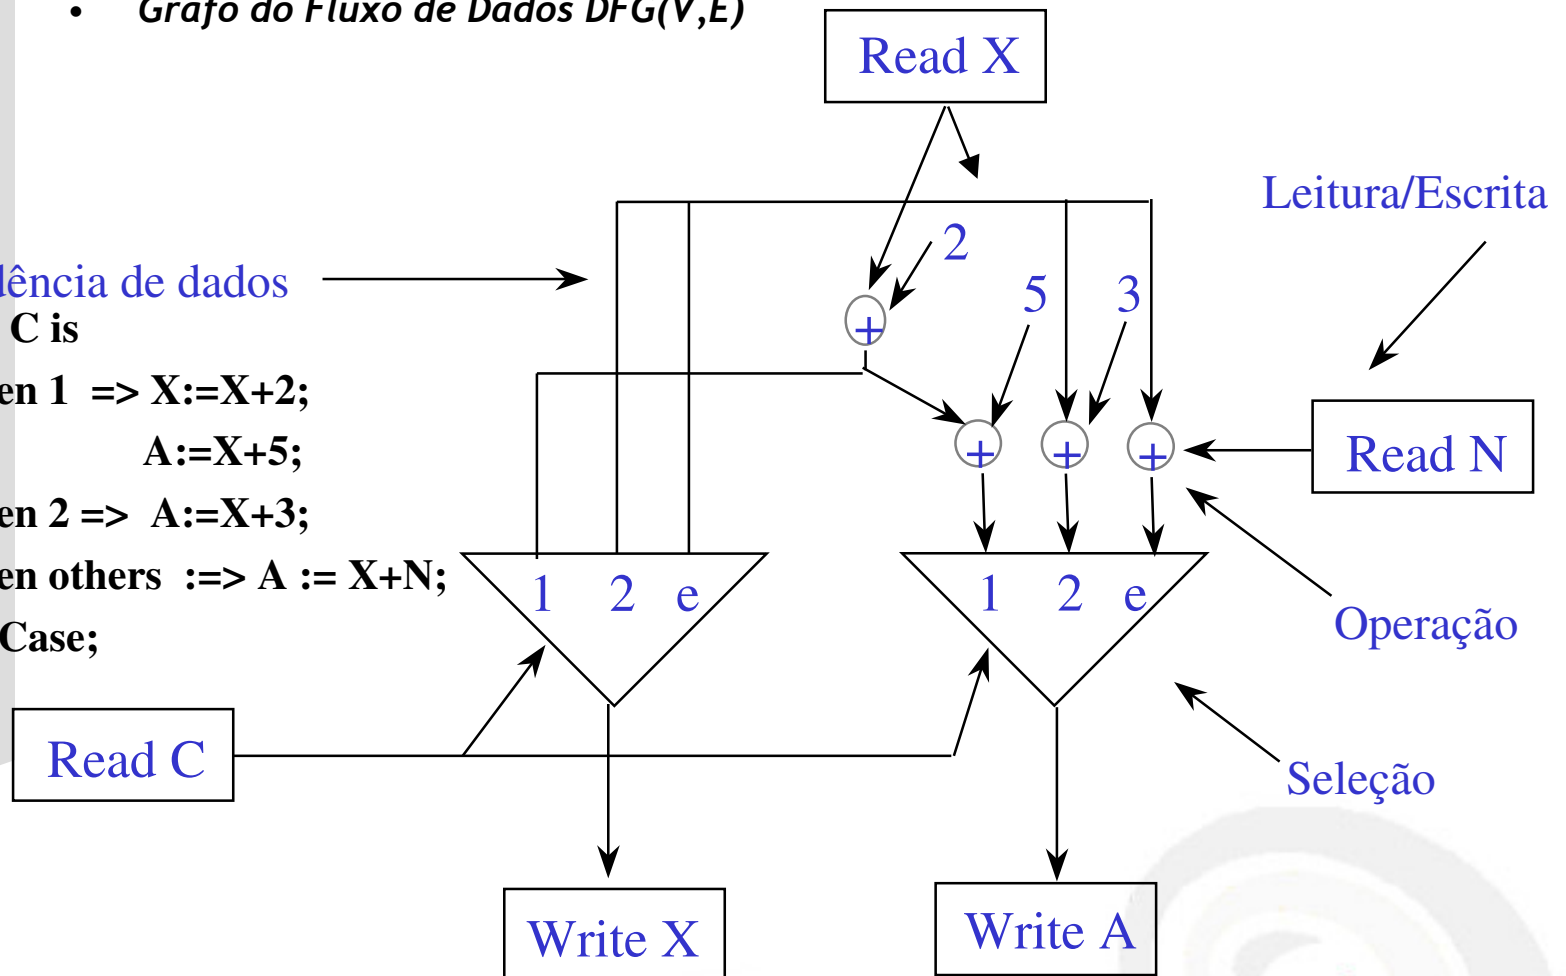 • Grafo do Fluxo de Dados DFG(V,E)
Read X
Leitura/Escrita
2
dência de dados
5 3
C is
en 1 => X:=X+2;
+
A:=X+5;
+ + +
Read N
en 2 => A:=X+3;
en others :=> A := X+N;
1 2 e
1 2 e
Operação
Case;
Read C
Seleção
Write X
Write A